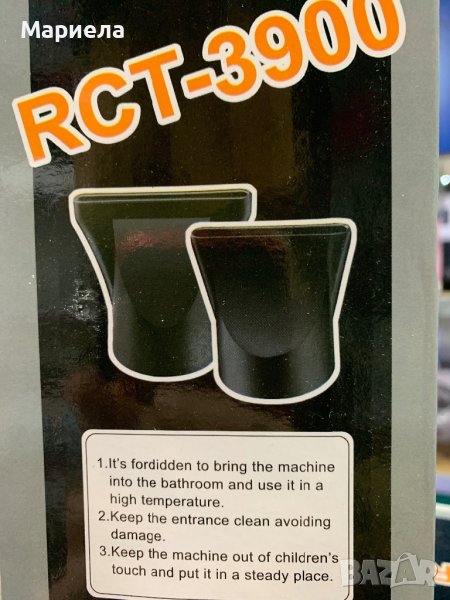 Мариела
RCT-3900
1.It's fordidden to bring the machine
into the bathroom and use it in a
high temperature.
2.Keep the entrance clean avoiding
damage.
3.Keep the machine out of children's
touch and put it in a steady place.
BAZAR